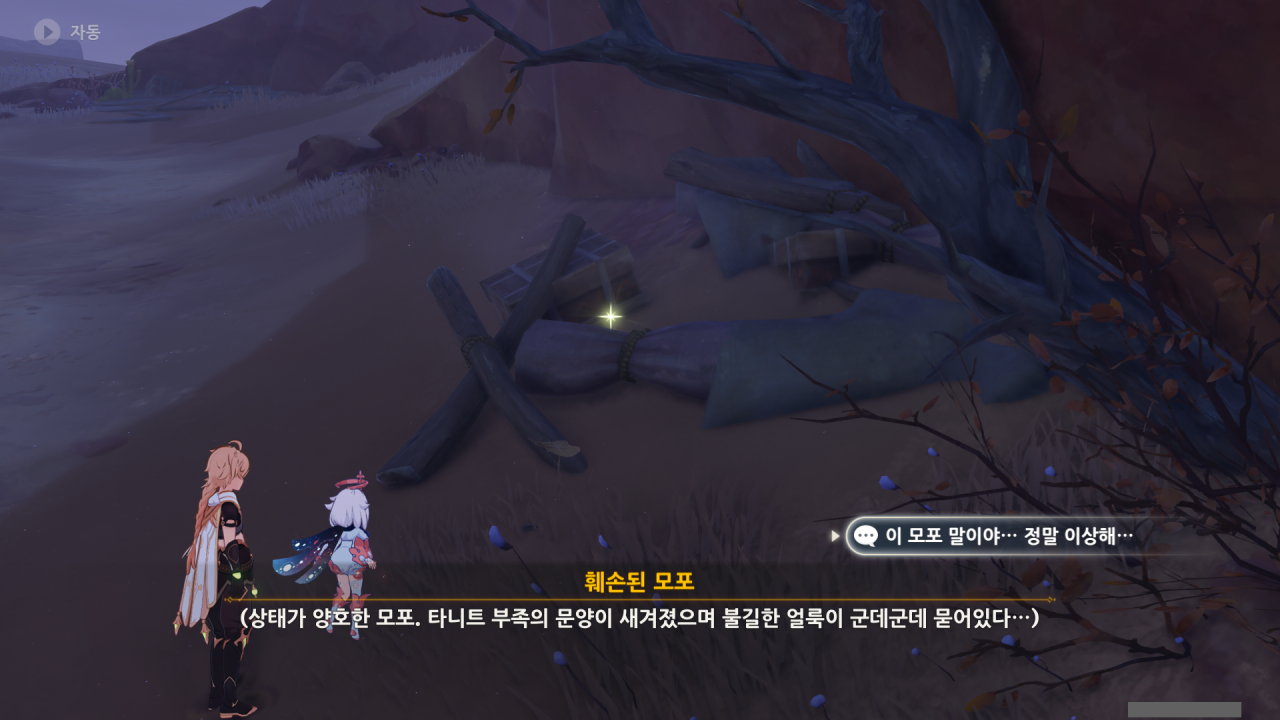 자동
이 모포 말이야… 정말 이상해…
훼손된 모포
(상태가 양호한 모포. 타니트 부족의 문양이 새겨졌으며 불길한 얼룩이 군데군데 묻어있다…)